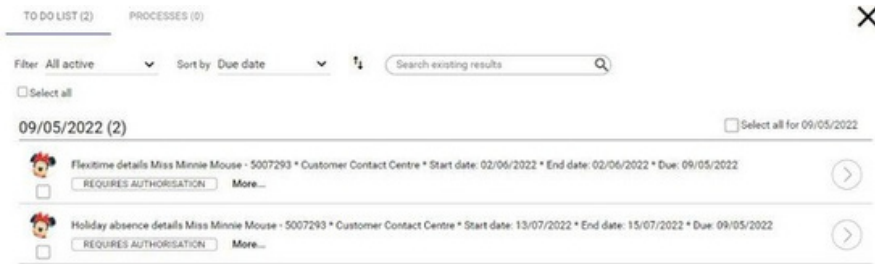 TO DO LIST (2) PROCESSES (0)
Filter All active Sort by Due date Search existing results
Select all
09/05/2022 (2) Select all for 09/05/2022
Flexitime details Miss Minnie Mouse - 5007293 * Customer Contact Centre * Start date: 02/06/2022 * End date: 02/06/2022 * Due: 09/05/2022
REQUIRES AUTHORISATION More...
Holiday absence details Miss Minnie Mouse - 5007293 * Customer Contact Centre * Start date: 13/07/2022 * End date: 15/07/2022 * Due: 09/05/2022
REQUIRES AUTHORISATION More...